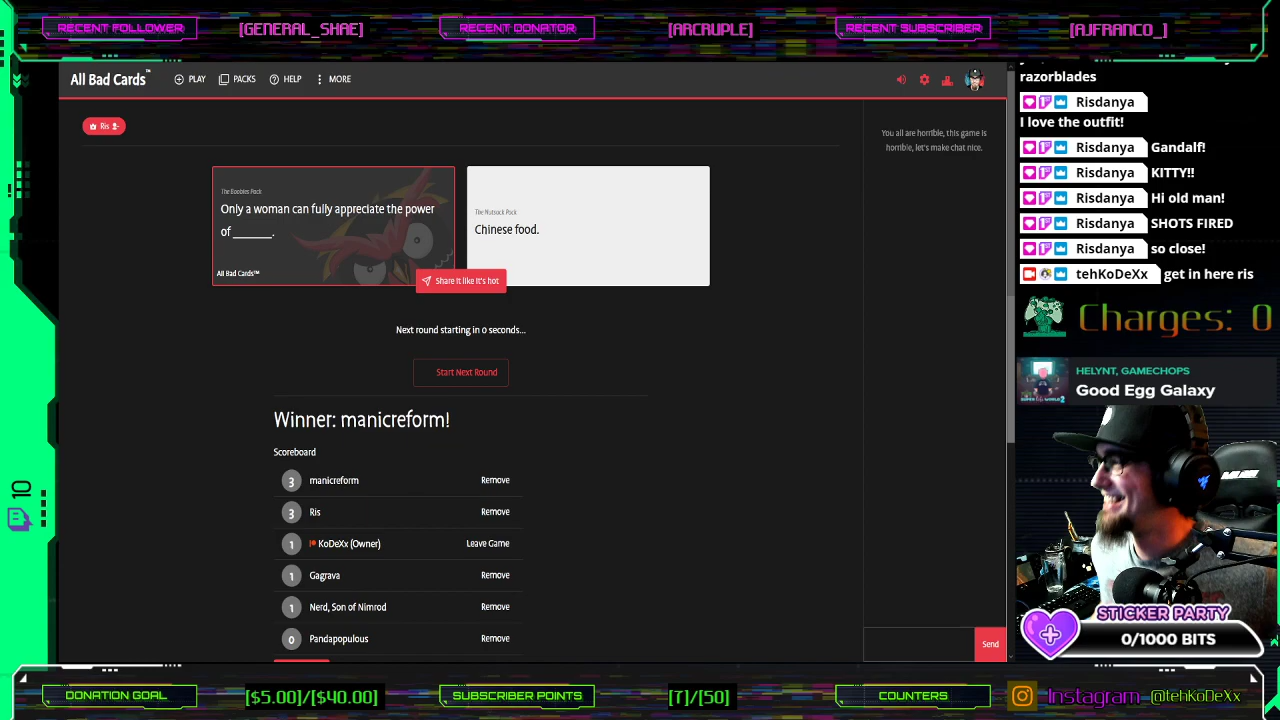 RECENT FOLLOWER
[GENERAL_SHAE]
RECENT DONATOR
[ARCRUPLE]
RECENT SUBSCRIBER
[AJFRANCO_]
All Bad Cards™
PLAY
PACKS
HELP
MORE
Ris
The Boobies Pack
Only a woman can fully appreciate the power
of _______.
All Bad Cards™
The Nutsack Pack
Chinese food.
Share it like it's hot
Next round starting in 0 seconds...
Start Next Round
Winner: manicreform!
Scoreboard
3 manicreform Remove
3 Ris Remove
1 KoDeXx (Owner) Leave Game
1 Gagrava Remove
1 Nerd, Son of Nimrod Remove
0 Pandapopulous Remove
You all are horrible, this game is
horrible, let's make chat nice.
Send
razorblades
Risdanya
I love the outfit!
Risdanya Gandalf!
Risdanya KITTY!!
Risdanya Hi old man!
Risdanya SHOTS FIRED
Risdanya so close!
tehKoDeXx get in here ris
Charges: 0
HELYNT, GAMECHOPS
Good Egg Galaxy
10
STICKER PARTY
0/1000 BITS
DONATION GOAL
[$5.00]/[$40.00]
SUBSCRIBER POINTS
[7]/[50]
COUNTERS
Instagram @tehKoDeXx